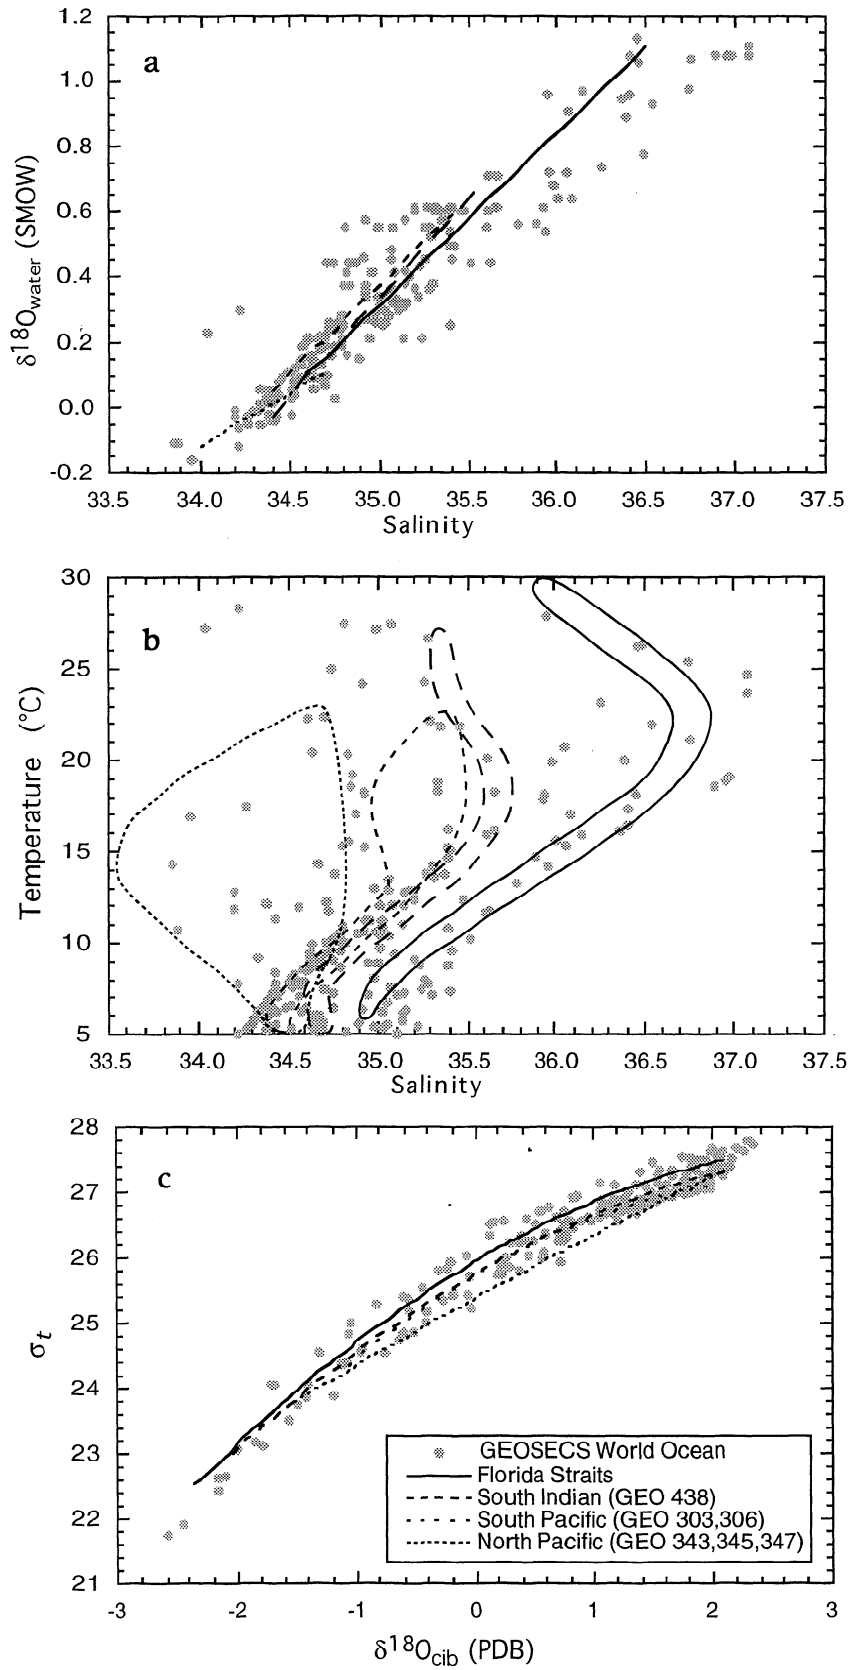 a
1.2
1.0
0.8
0.6
0.4
0.2
0.0
-0.2
δ18Owater (SMOW)
33.5 34.0 34.5 35.0 35.5 36.0 36.5 37.0 37.5
Salinity
b
30
25
20
15
10
5
Temperature (°C)
33.5 34.0 34.5 35.0 35.5 36.0 36.5 37.0 37.5
Salinity
c
28
27
26
25
24
23
22
21
σt
GEOSECS World Ocean
Florida Straits
South Indian (GEO 438)
South Pacific (GEO 303,306)
North Pacific (GEO 343,345,347)
-3 -2 -1 0 1 2 3
δ18Ocib (PDB)